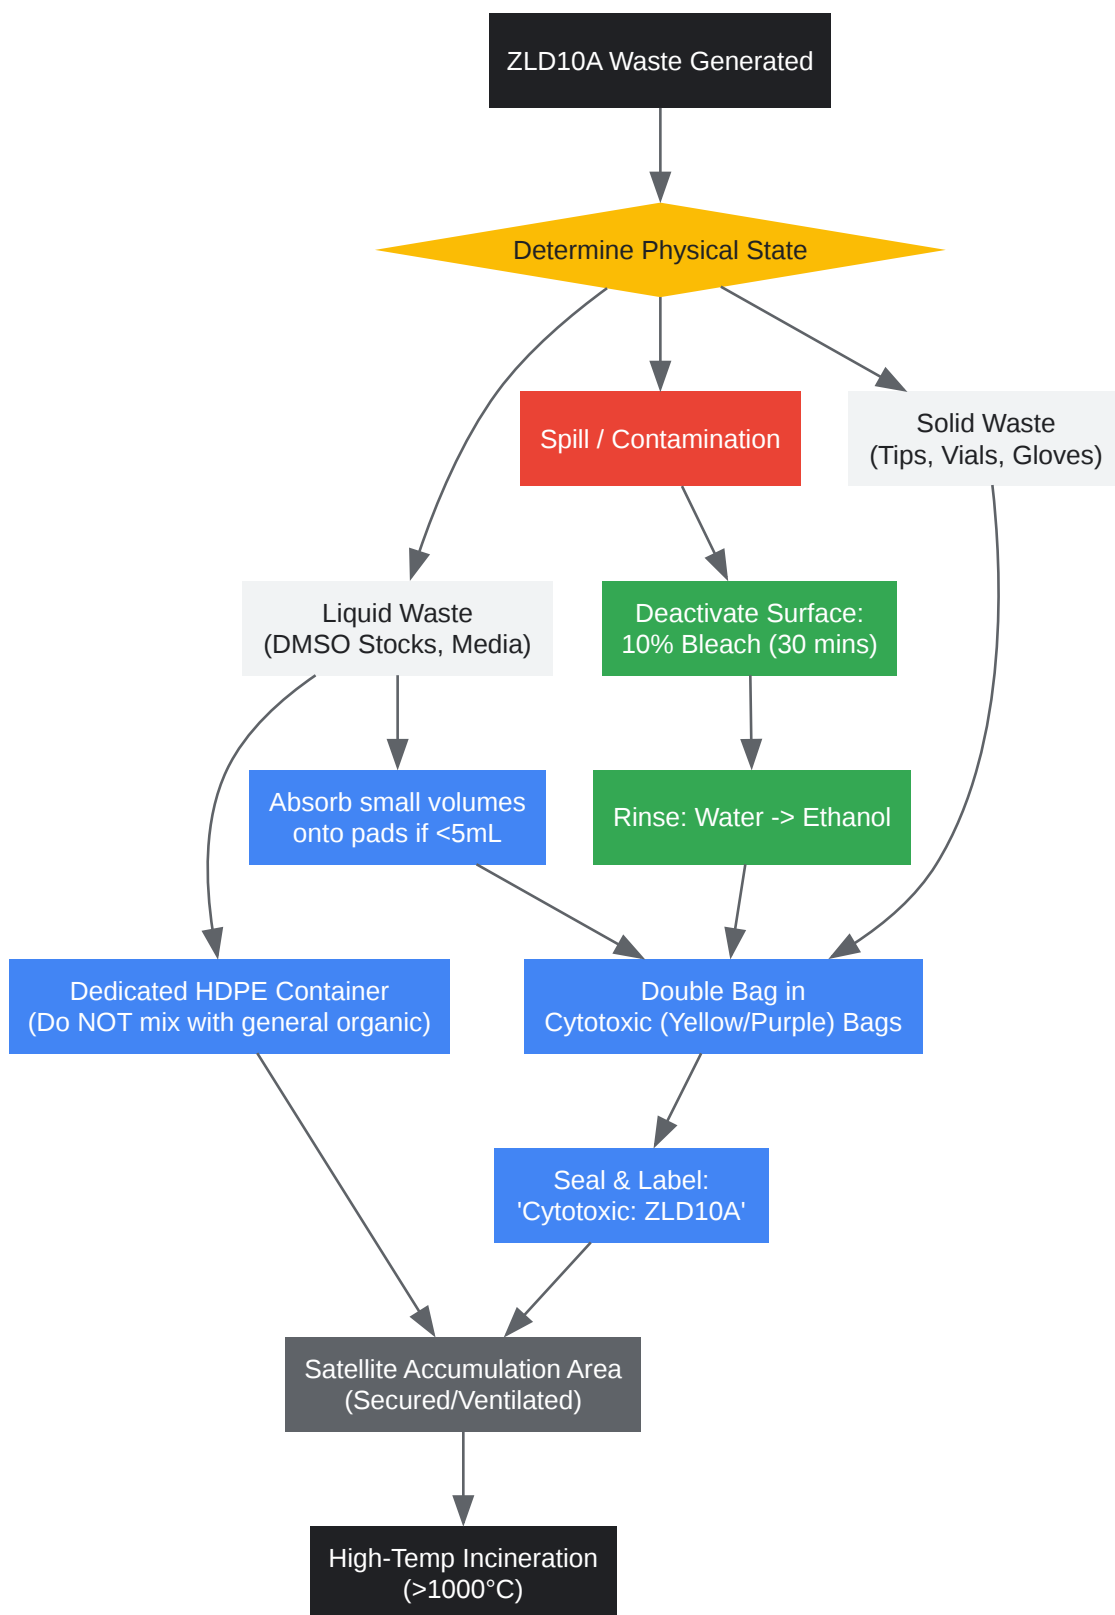 ZLD10A Waste Generated
Determine Physical State
Spill / Contamination
Solid Waste
(Tips, Vials, Gloves)
Liquid Waste
(DMSO Stocks, Media)
Deactivate Surface:
10% Bleach (30 mins)
Absorb small volumes
onto pads if <5mL
Rinse: Water -> Ethanol
Dedicated HDPE Container
(Do NOT mix with general organic)
Double Bag in
Cytotoxic (Yellow/Purple) Bags
Seal & Label:
'Cytotoxic: ZLD10A'
Satellite Accumulation Area
(Secured/Ventilated)
High-Temp Incineration
(>1000°C)